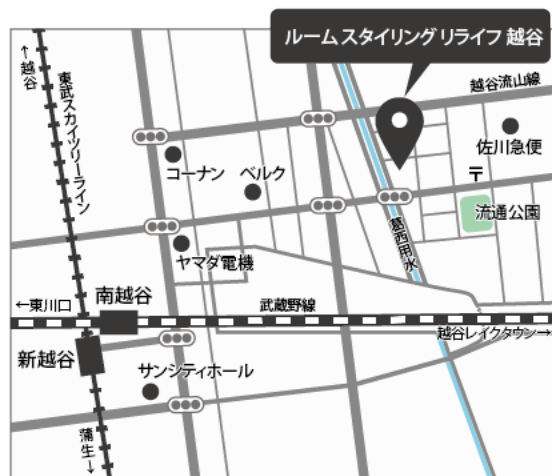 ルームスタイリングリライフ 越谷
←越谷
東武スカイツリーライン
越谷流山線
佐川急便
コーナン
ベルク
〒
流通公園
葛西用水
ヤマダ電機
←東川口
南越谷
武蔵野線
越谷レイクタウン→
新越谷
サンシティホール
蒲生→